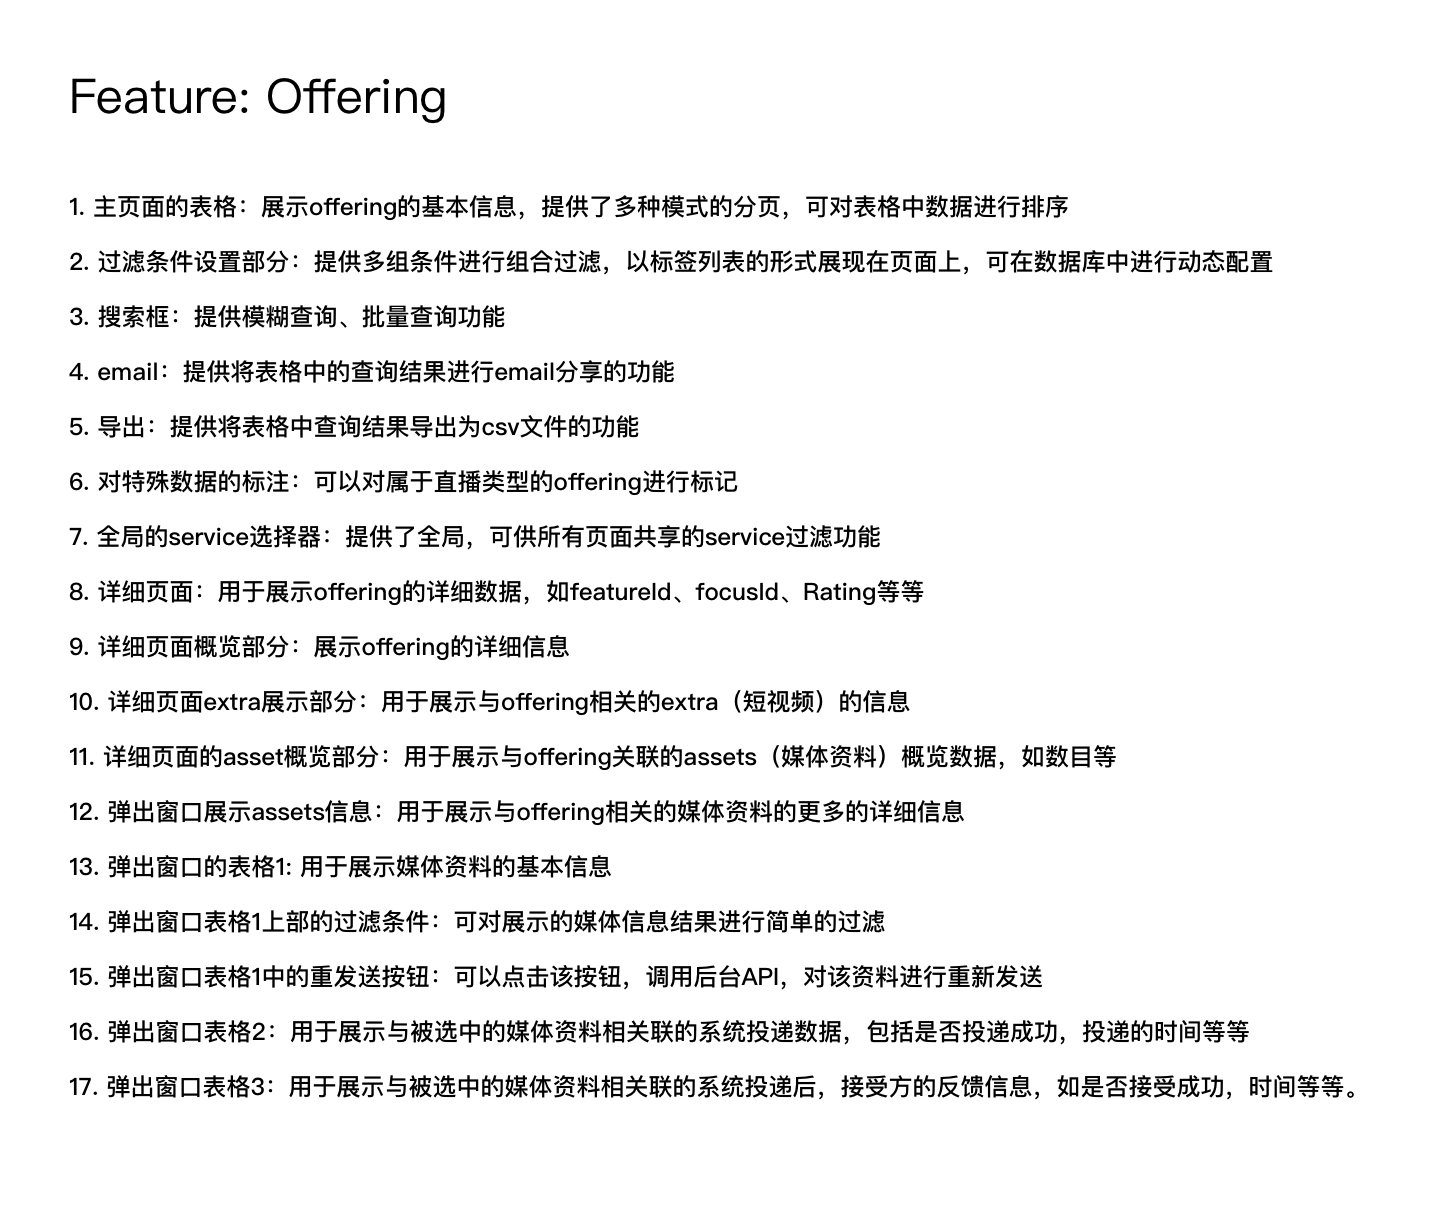 Feature: Offering
1. 主页面的表格：展示offering的基本信息，提供了多种模式的分页，可对表格中数据进行排序
2. 过滤条件设置部分：提供多组条件进行组合过滤，以标签列表的形式展现在页面上，可在数据库中进行动态配置
3. 搜索框：提供模糊查询、批量查询功能
4. email：提供将表格中的查询结果进行email分享的功能
5. 导出：提供将表格中查询结果导出为csv文件的功能
6. 对特殊数据的标注：可以对属于直播类型的offering进行标记
7. 全局的service选择器：提供了全局，可供所有页面共享的service过滤功能
8. 详细页面：用于展示offering的详细数据，如featureId、focusId、Rating等等
9. 详细页面概览部分：展示offering的详细信息
10. 详细页面extra展示部分：用于展示与offering相关的extra（短视频）的信息
11. 详细页面的asset概览部分：用于展示与offering关联的assets（媒体资料）概览数据，如数目等
12. 弹出窗口展示assets信息：用于展示与offering相关的媒体资料的更多的详细信息
13. 弹出窗口的表格1: 用于展示媒体资料的基本信息
14. 弹出窗口表格1上部的过滤条件：可对展示的媒体信息结果进行简单的过滤
15. 弹出窗口表格1中的重发送按钮：可以点击该按钮，调用后台API，对该资料进行重新发送
16. 弹出窗口表格2：用于展示与被选中的媒体资料相关联的系统投递数据，包括是否投递成功，投递的时间等等
17. 弹出窗口表格3：用于展示与被选中的媒体资料相关联的系统投递后，接受方的反馈信息，如是否接受成功，时间等等。